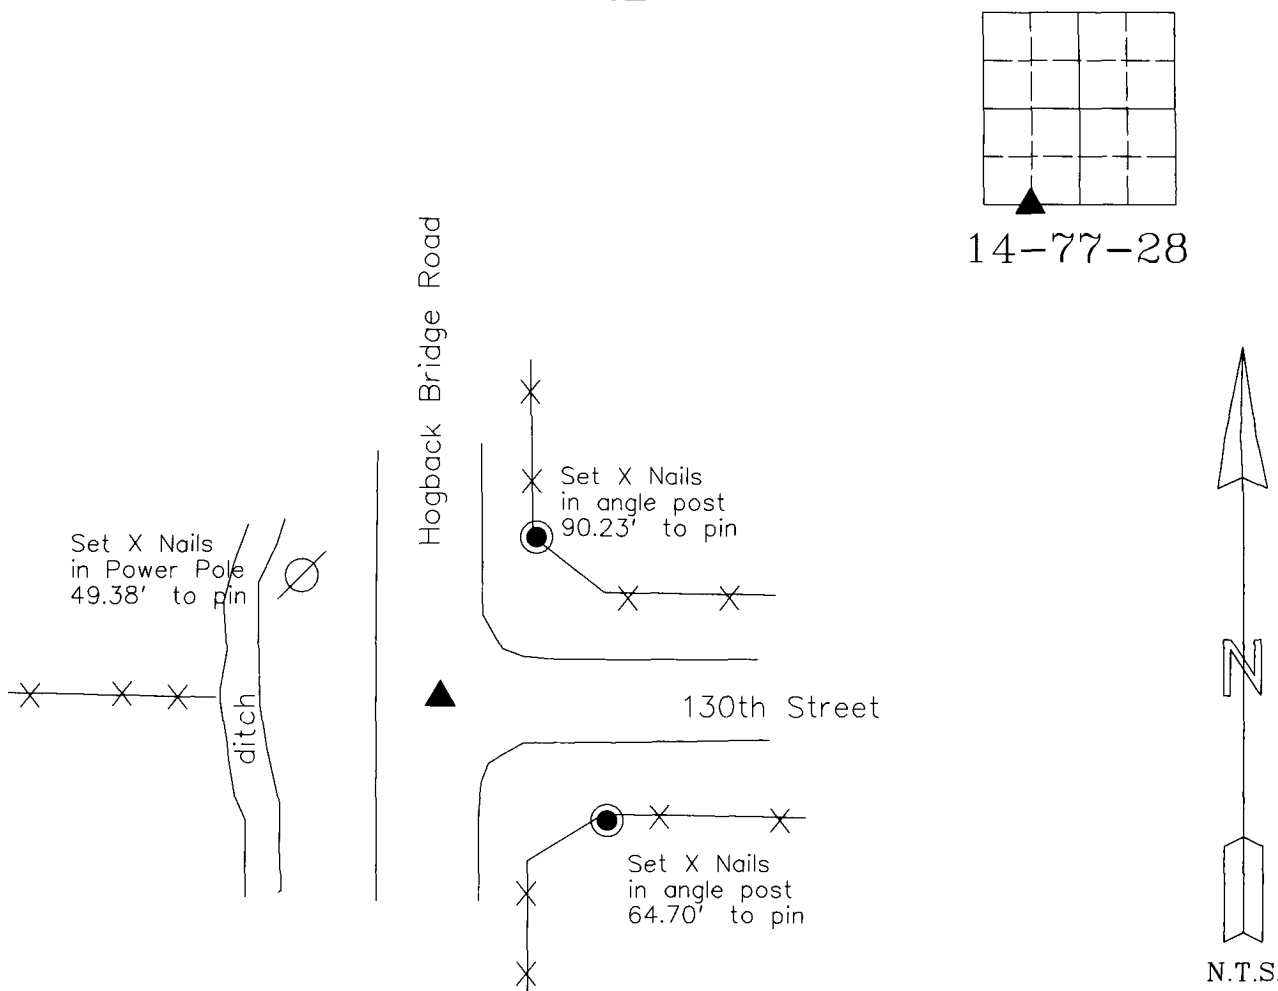 14-77-28
Hogback Bridge Road
Set X Nails
in angle post
90.23' to pin
Set X Nails
in Power Pole
49.38' to pin
ditch
130th Street
Set X Nails
in angle post
64.70' to pin
N
N.T.S.